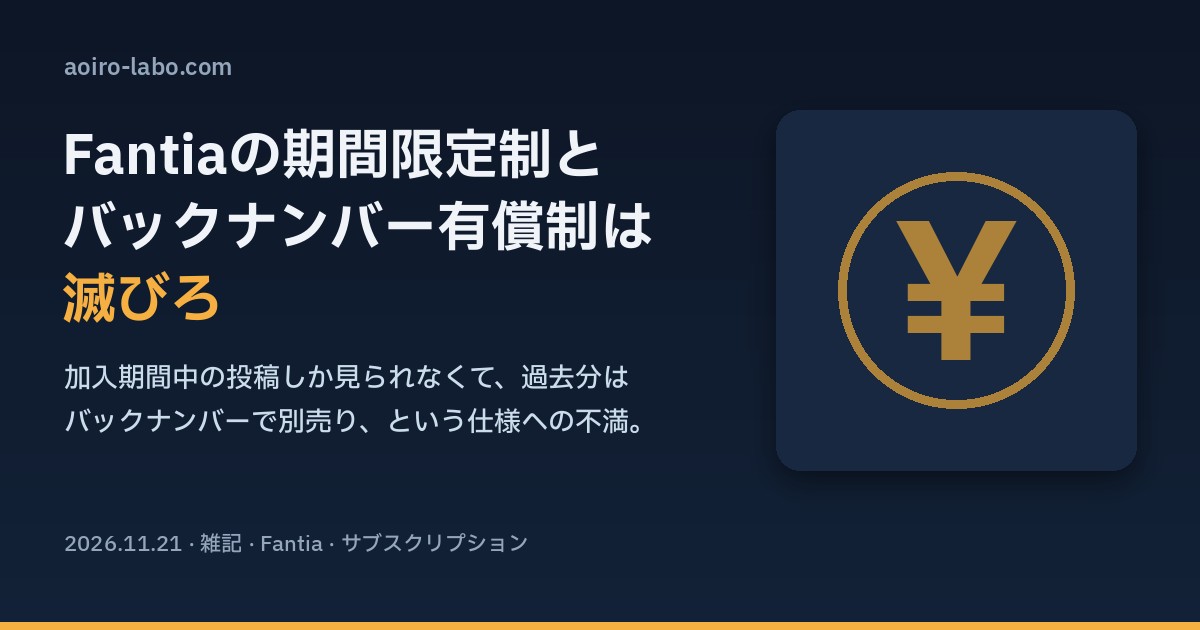 aoiro-labo.com
Fantiaの期間限定制と
バックナンバー有償制は
滅びろ
加入期間中の投稿しか見られなくて、過去分は
バックナンバーで別売り、という仕様への不満。
¥
2026.11.21 · 雑記 · Fantia · サブスクリプション